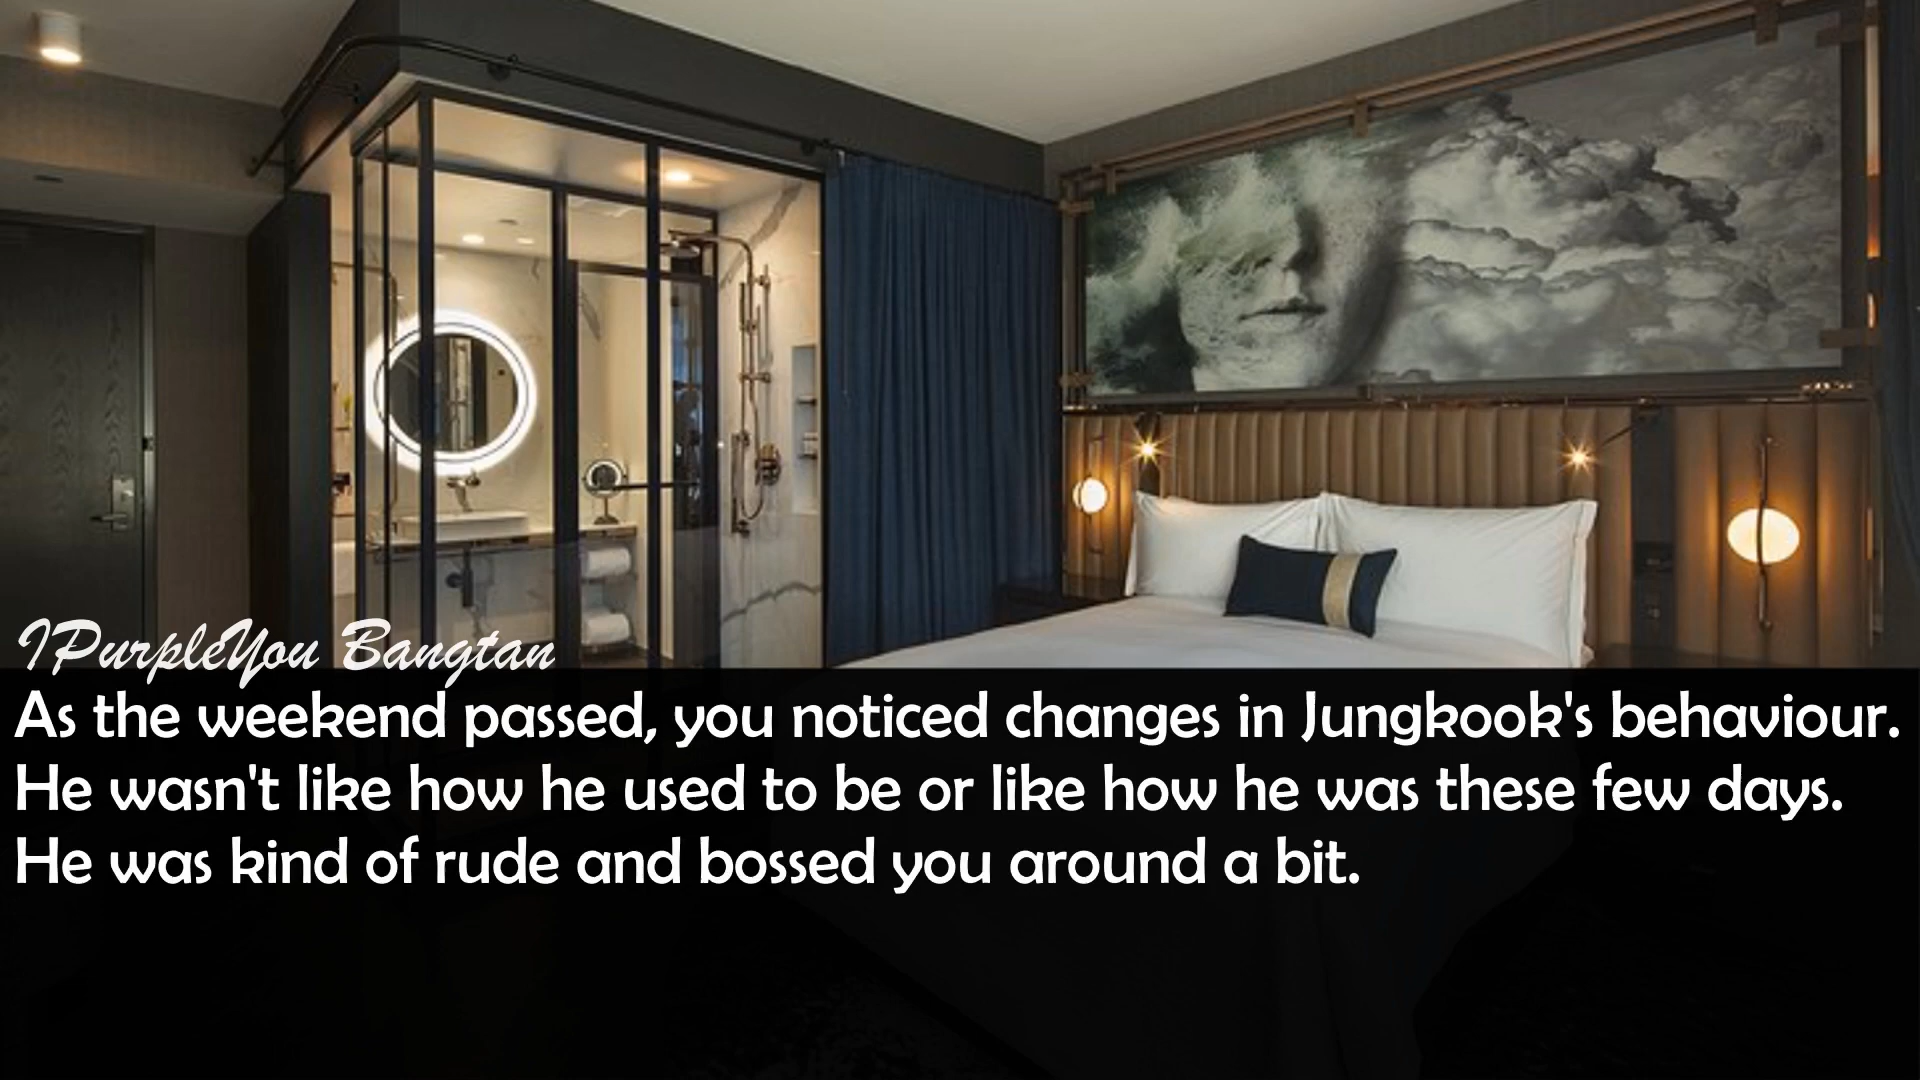 IPurpleYou Bangtan
As the weekend passed, you noticed changes in Jungkook's behaviour.
He wasn't like how he used to be or like how he was these few days.
He was kind of rude and bossed you around a bit.